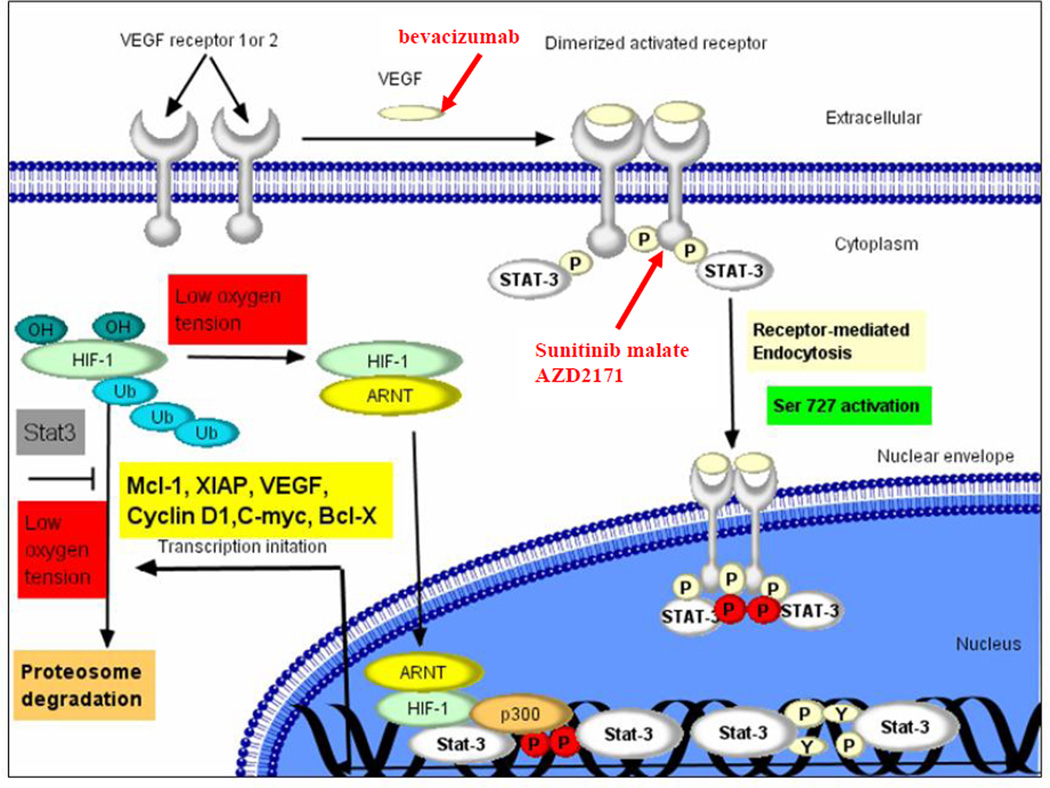 VEGF receptor 1or 2
bevacizumab
VEGF
Dimerized activated receptor
Extracellular
Cytoplasm
P
P
P
STAT-3
STAT-3
Low oxygen
tension
OH
OH
HIF-1
Ub
Ub
Ub
HIF-1
ARNT
Sunitinib malate
AZD2171
Receptor-mediated
Endocytosis
Ser 727 activation
Stat3
Nuclear envelope
Mcl-1, XIAP, VEGF,
Cyclin D1,C-myc, Bcl-X
Transcription initation
Low
oxygen
tension
P
P
P
STAT-3
P
P
STAT-3
Proteosome
degradation
Nucleus
ARNT
HIF-1
p300
Stat-3
P
P
Stat-3
Stat-3
P
Y
Y
P
Stat-3